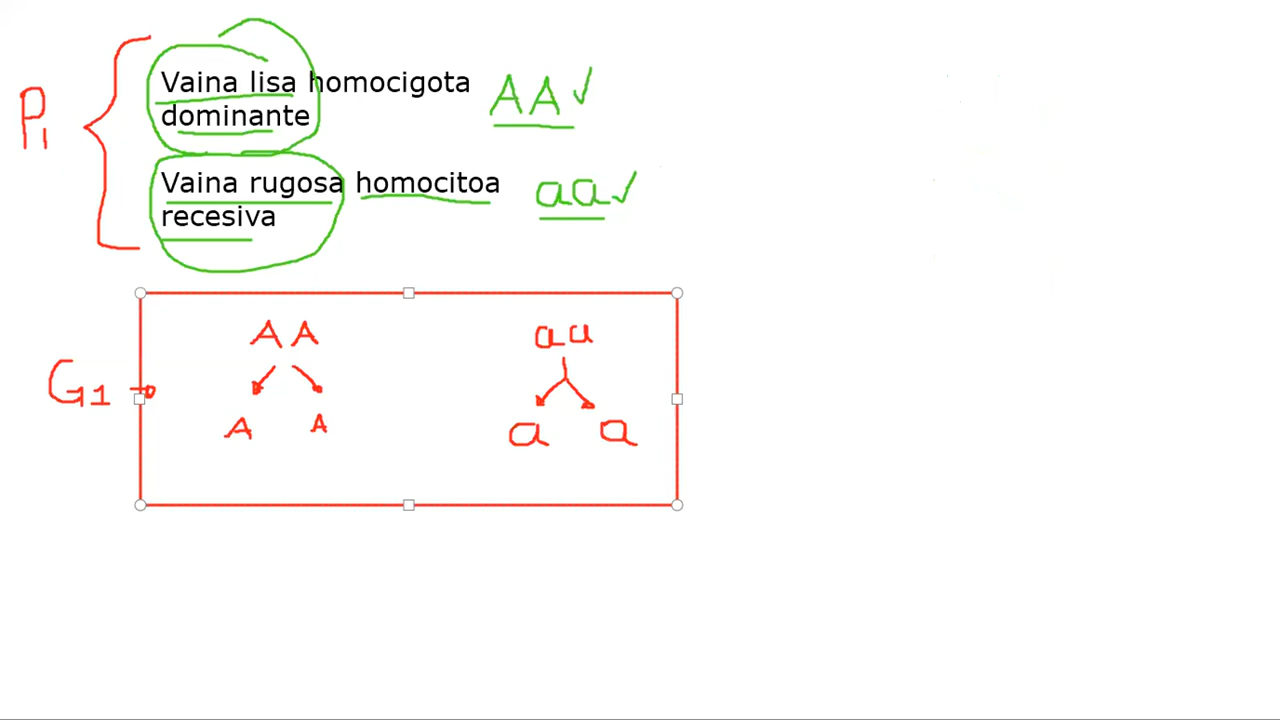 P1
Vaina lisa homocigota AA
dominante
Vaina rugosa homocitoa aa
recesiva
AA aa
G1
A A a a